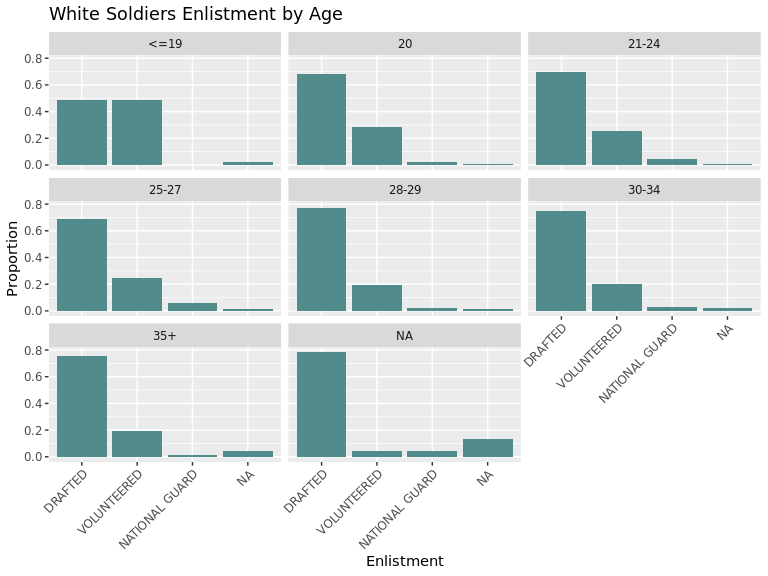 White Soldiers Enlistment by Age
<=19
20
21-24
0.8
0.6
0.4
0.2
0.0
25-27
28-29
30-34
0.8
0.6
0.4
0.2
0.0
Proportion
35+
NA
0.8
0.6
0.4
0.2
0.0
DRAFTED
VOLUNTEERED
NATIONAL GUARD
NA
DRAFTED
VOLUNTEERED
NATIONAL GUARD
NA
DRAFTED
VOLUNTEERED
NATIONAL GUARD
NA
Enlistment